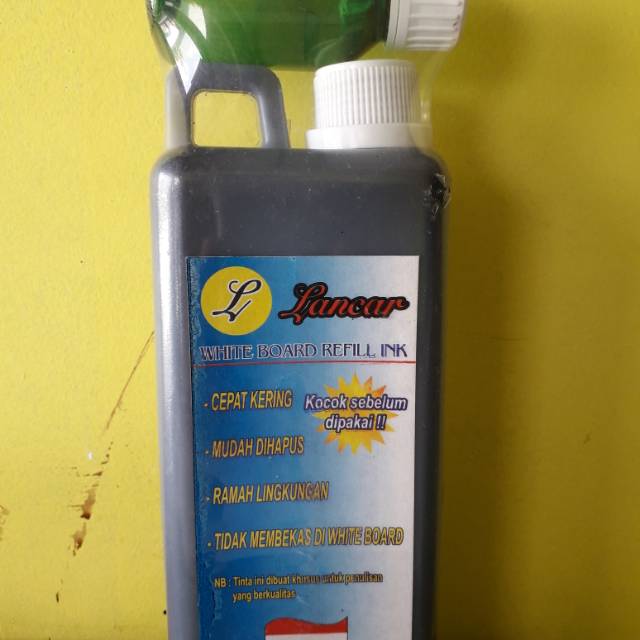 L Lancar
WHITE BOARD REFILL INK
- CEPAT KERING
Kocok sebelum
dipakai !!
- MUDAH DIHAPUS
- RAMAH LINGKUNGAN
- TIDAK MEMBEKAS DI WHITE BOARD
NB : Tinta ini dibuat khusus untuk penulisan
yang berkualitas